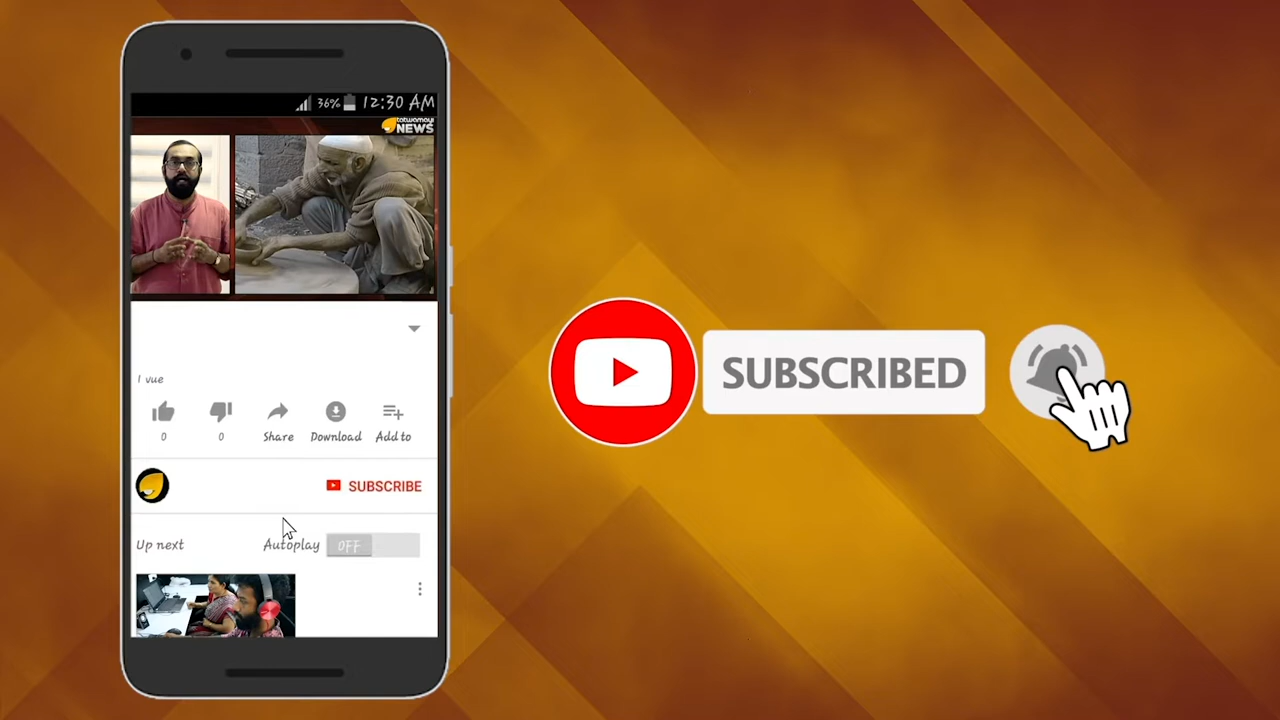 36% 12:30 AM
tatwamayi
NEWS
1 vue
0 0 Share Download Add to
SUBSCRIBE
Up next Autoplay OFF
SUBSCRIBED